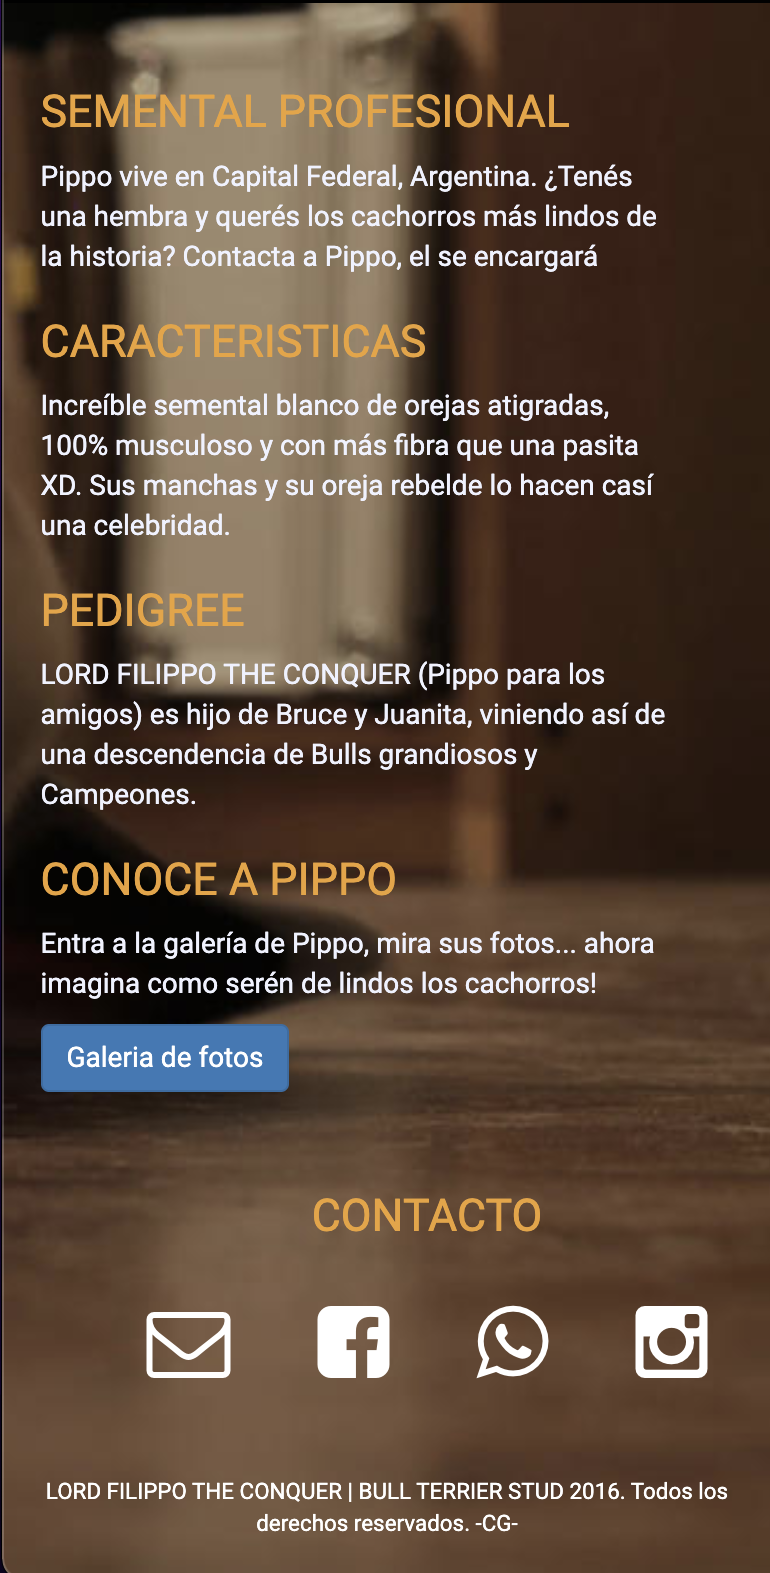 SEMENTAL PROFESIONAL
Pippo vive en Capital Federal, Argentina. ¿Tenés
una hembra y querés los cachorros más lindos de
la historia? Contacta a Pippo, el se encargará
CARACTERISTICAS
Increíble semental blanco de orejas atigradas,
100% musculoso y con más fibra que una pasita
XD. Sus manchas y su oreja rebelde lo hacen casí
una celebridad.
PEDIGREE
LORD FILIPPO THE CONQUER (Pippo para los
amigos) es hijo de Bruce y Juanita, viniendo así de
una descendencia de Bulls grandiosos y
Campeones.
CONOCE A PIPPO
Entra a la galería de Pippo, mira sus fotos... ahora
imagina como serén de lindos los cachorros!
Galeria de fotos
CONTACTO
LORD FILIPPO THE CONQUER | BULL TERRIER STUD 2016. Todos los
derechos reservados. -CG-